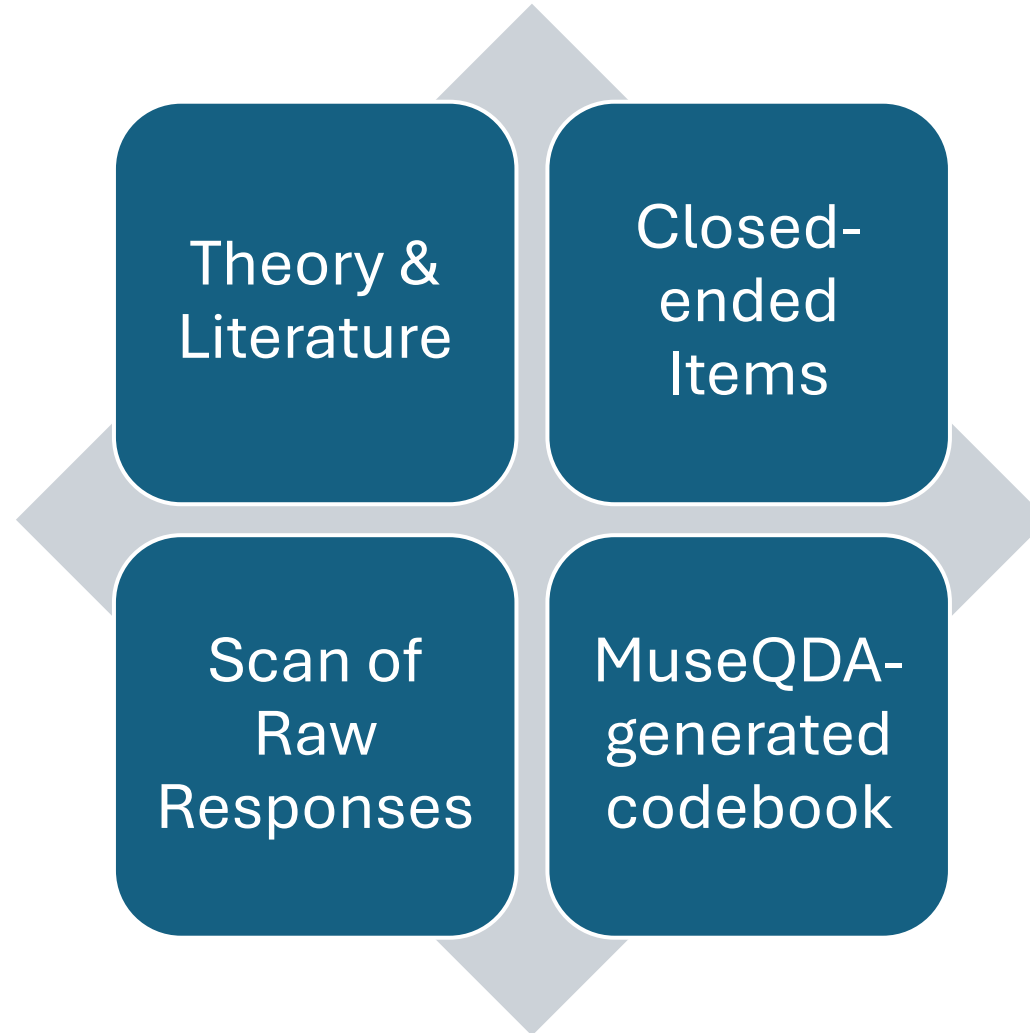 Theory &
Literature
Closed-
ended
Items
Scan of
Raw
Responses
MuseQDA-
generated
codebook